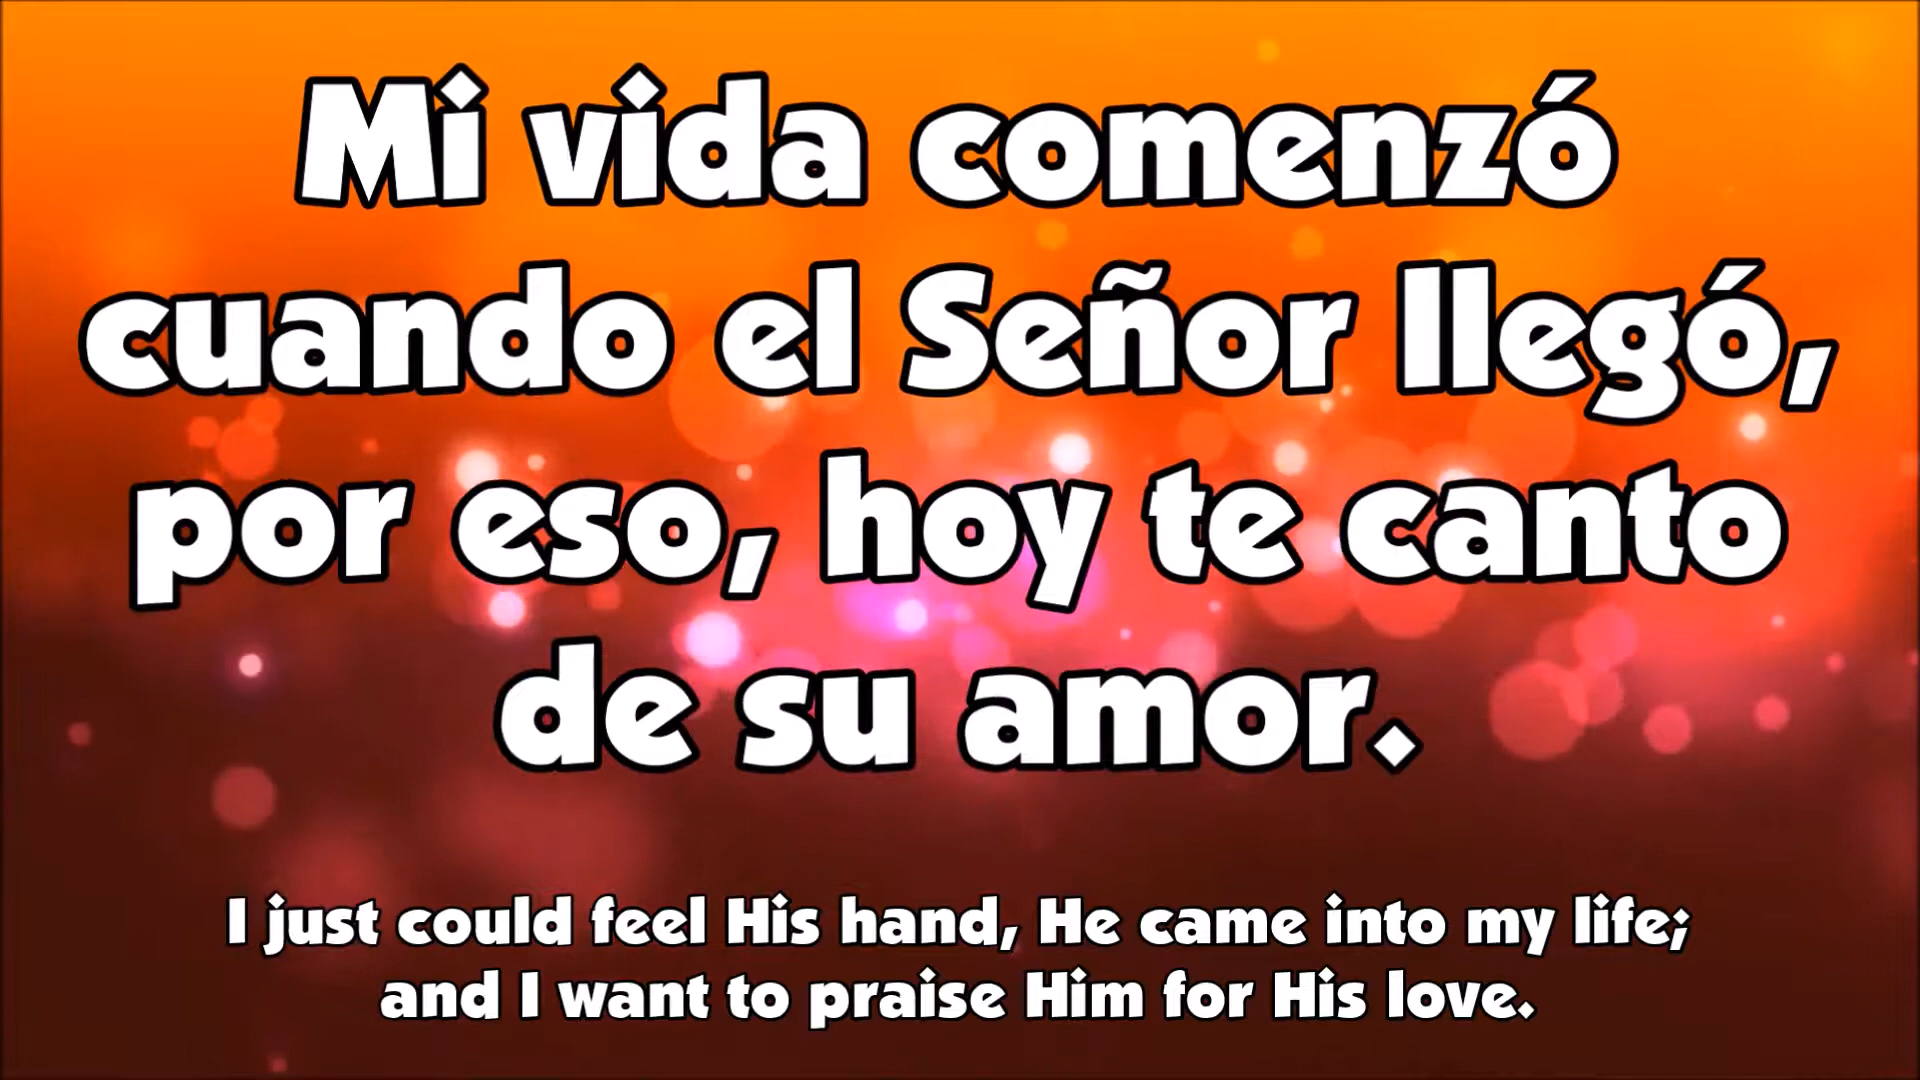 Mi vida comenzó
cuando el Señor llegó,
por eso, hoy te canto
de su amor.
I just could feel His hand, He came into my life;
and I want to praise Him for His love.